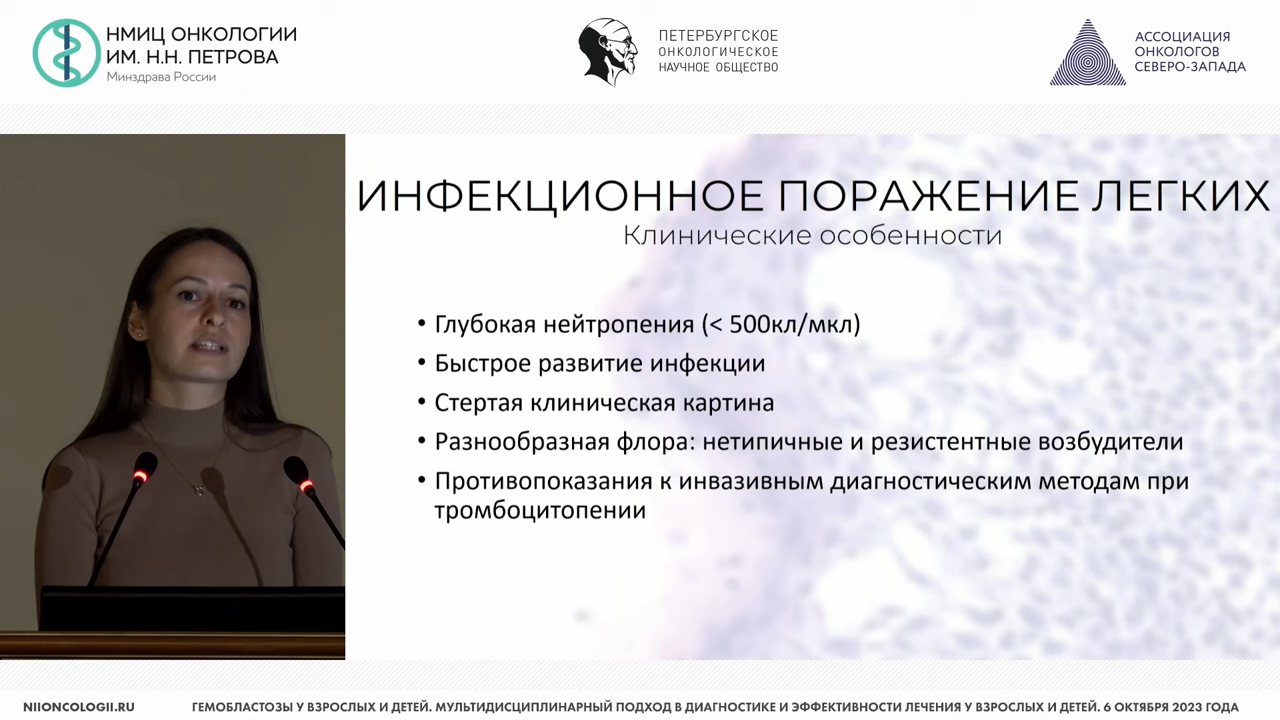 НМИЦ ОНКОЛОГИИ
ИМ. Н.Н. ПЕТРОВА
Минздрава России
ПЕТЕРБУРГСКОЕ
ОНКОЛОГИЧЕСКОЕ
НАУЧНОЕ ОБЩЕСТВО
АССОЦИАЦИЯ
ОНКОЛОГОВ
СЕВЕРО-ЗАПАДА
ИНФЕКЦИОННОЕ ПОРАЖЕНИЕ ЛЕГКИХ
Клинические особенности
• Глубокая нейтропения (< 500кл/мкл)
• Быстрое развитие инфекции
• Стертая клиническая картина
• Разнообразная флора: нетипичные и резистентные возбудители
• Противопоказания к инвазивным диагностическим методам при
тромбоцитопении
NIIONCOLOGII.RU
ГЕМОБЛАСТОЗЫ У ВЗРОСЛЫХ И ДЕТЕЙ. МУЛЬТИДИСЦИПЛИНАРНЫЙ ПОДХОД В ДИАГНОСТИКЕ И ЭФФЕКТИВНОСТИ ЛЕЧЕНИЯ У ВЗРОСЛЫХ И ДЕТЕЙ. 6 ОКТЯБРЯ 2023 ГОДА